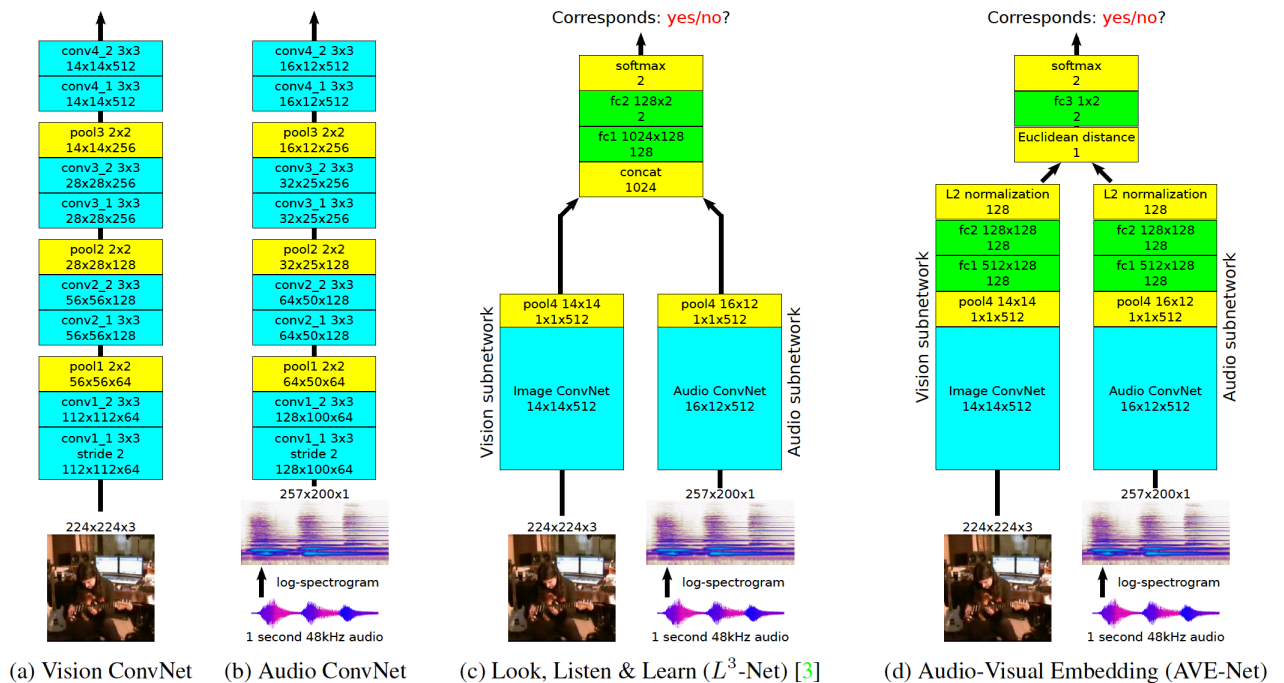 conv4_2 3x3
14x14x512
conv4_1 3x3
14x14x512
pool3 2x2
14x14x256
conv3_2 3x3
28x28x256
conv3_1 3x3
28x28x256
pool2 2x2
28x28x128
conv2_2 3x3
56x56x128
conv2_1 3x3
56x56x128
pool1 2x2
56x56x64
conv1_2 3x3
112x112x64
conv1_1 3x3
stride 2
112x112x64
224x224x3
(a) Vision ConvNet
conv4_2 3x3
16x12x512
conv4_1 3x3
16x12x512
pool3 2x2
16x12x256
conv3_2 3x3
32x25x256
conv3_1 3x3
32x25x256
pool2 2x2
32x25x128
conv2_2 3x3
64x50x128
conv2_1 3x3
64x50x128
pool1 2x2
64x50x64
conv1_2 3x3
128x100x64
conv1_1 3x3
stride 2
128x100x64
257x200x1
log-spectrogram
1 second 48kHz audio
(b) Audio ConvNet
Corresponds: yes/no?
softmax
2
fc2 128x2
2
fc1 1024x128
128
concat
1024
Vision subnetwork
pool4 14x14
1x1x512
Image ConvNet
14x14x512
224x224x3
pool4 16x12
1x1x512
Audio ConvNet
16x12x512
Audio subnetwork
257x200x1
log-spectrogram
1 second 48kHz audio
(c) Look, Listen & Learn (L³-Net) [3]
Corresponds: yes/no?
softmax
2
fc3 1x2
2
Euclidean distance
1
Vision subnetwork
L2 normalization
128
fc2 128x128
128
fc1 512x128
128
pool4 14x14
1x1x512
Image ConvNet
14x14x512
224x224x3
L2 normalization
128
fc2 128x128
128
fc1 512x128
128
pool4 16x12
1x1x512
Audio ConvNet
16x12x512
Audio subnetwork
257x200x1
log-spectrogram
1 second 48kHz audio
(d) Audio-Visual Embedding (AVE-Net)